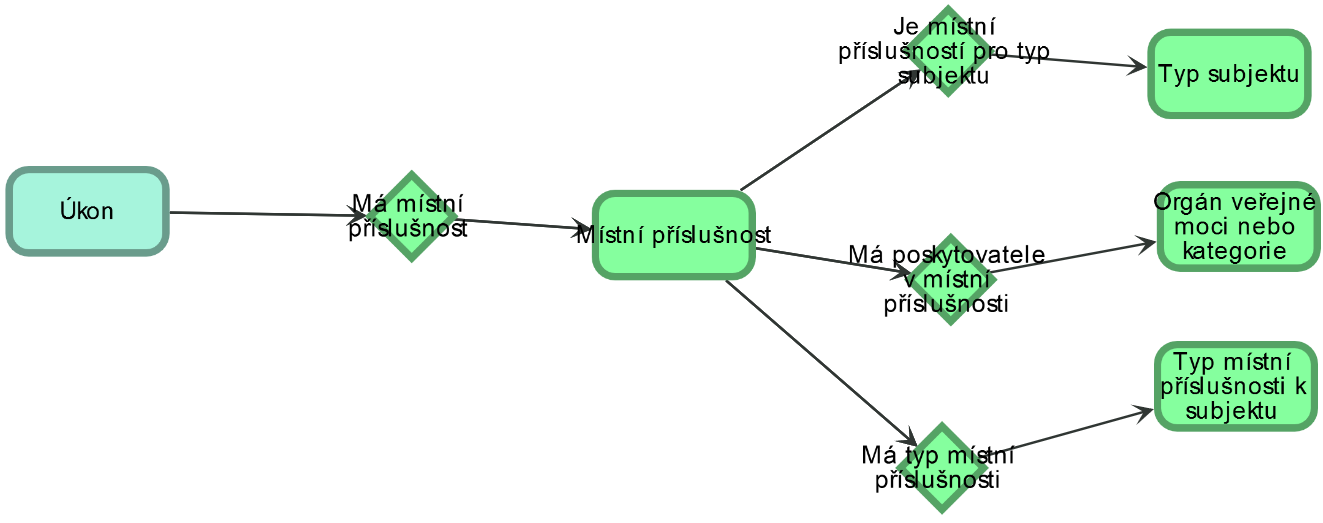 Úkon
Má místní
příslušnost
Místní příslušnost
Je místní
příslušností pro typ
subjektu
Typ subjektu
Má poskytovatele
v místní
příslušnosti
Orgán veřejné
moci nebo
kategorie
Má typ místní
příslušnosti
Typ místní
příslušnosti k
subjektu